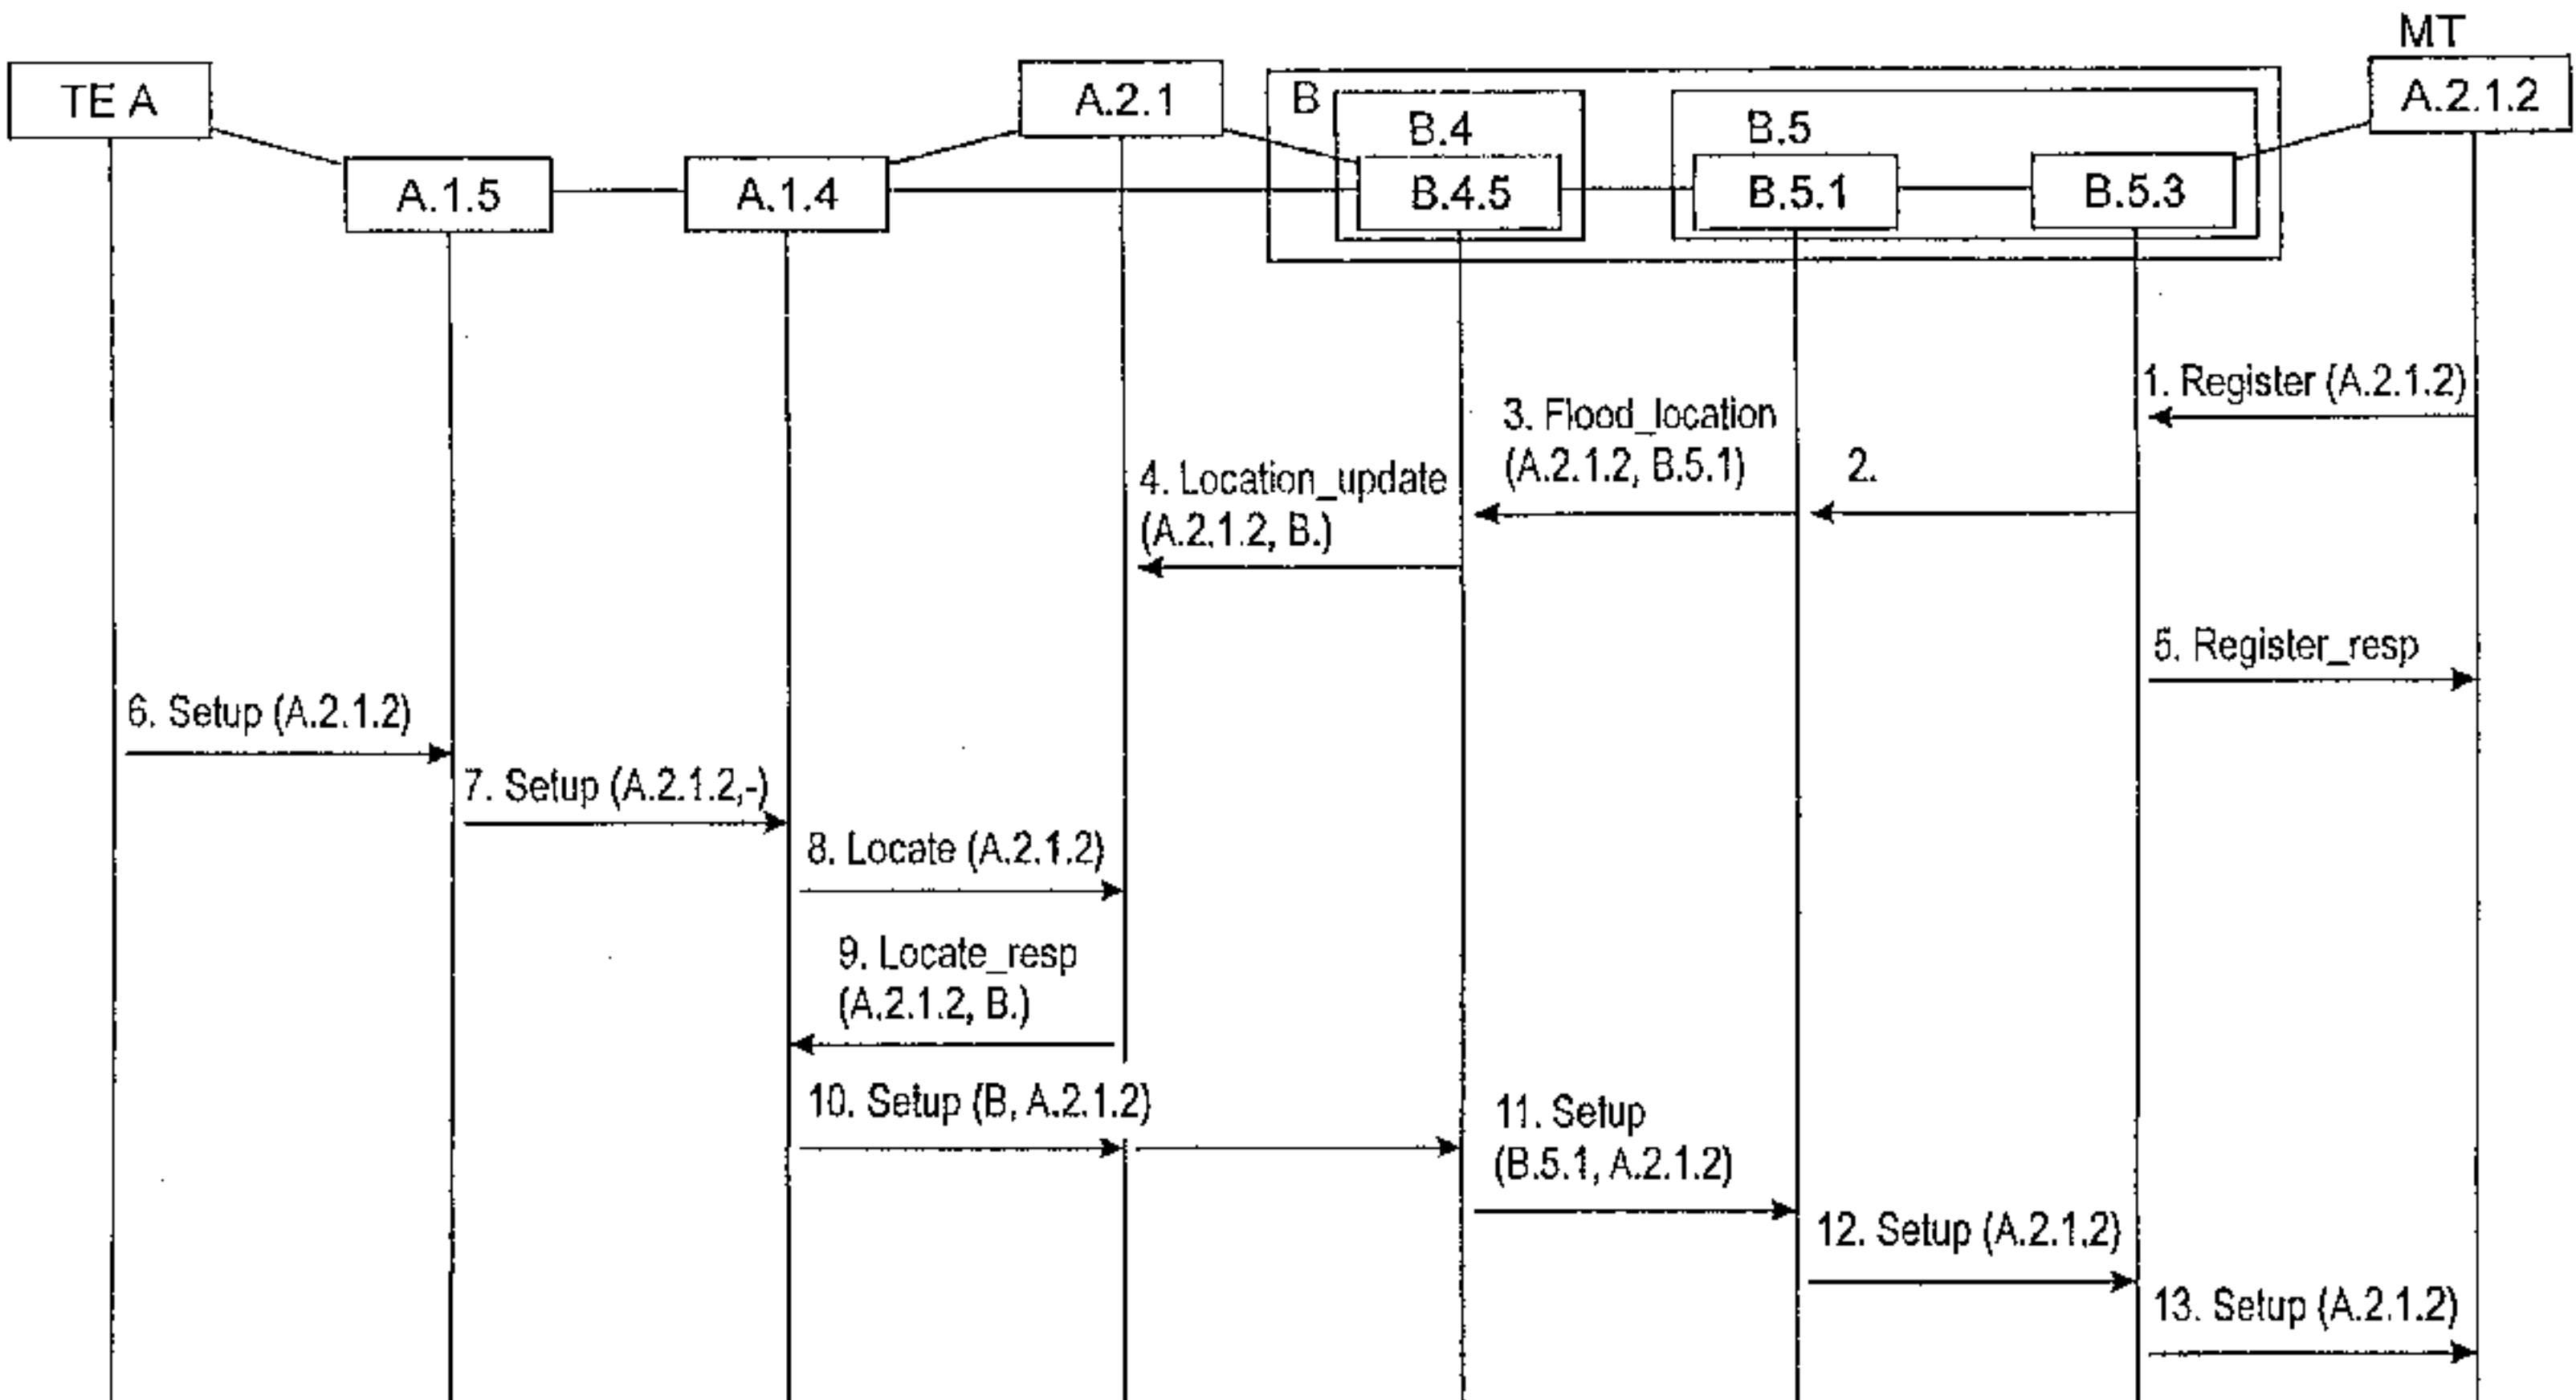 MT
TE A
A.1.5
A.1.4
A.2.1
B
B.4
B.4.5
B.5
B.5.1
B.5.3
A.2.1.2
1. Register (A.2.1.2)
2.
3. Flood_location
(A.2.1.2, B.5.1)
4. Location_update
(A.2.1.2, B.)
5. Register_resp
6. Setup (A.2.1.2)
7. Setup (A.2.1.2,-)
8. Locate (A.2.1.2)
9. Locate_resp
(A.2.1.2, B.)
10. Setup (B, A.2.1.2)
11. Setup
(B.5.1, A.2.1.2)
12. Setup (A.2.1.2)
13. Setup (A.2.1.2)